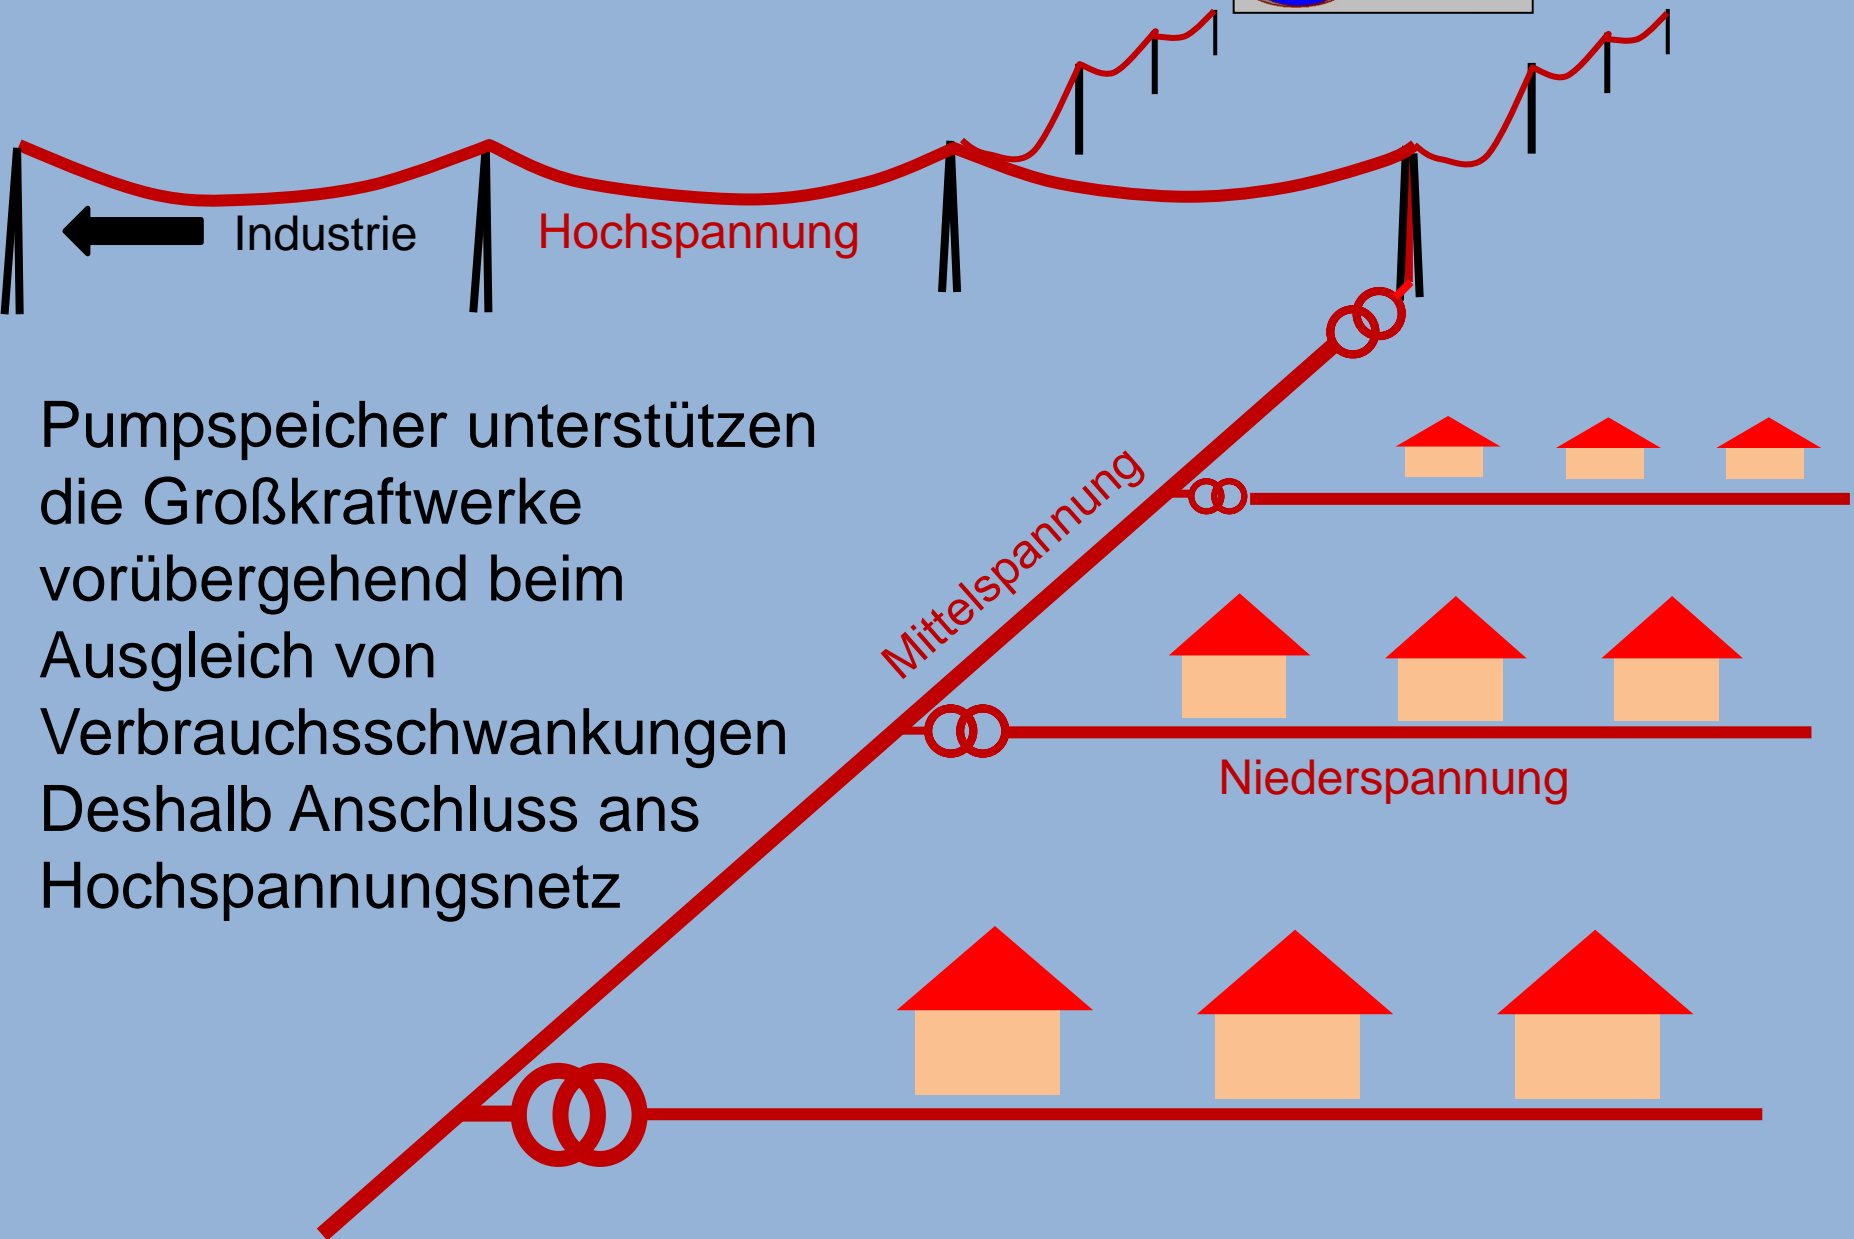 Industrie
Hochspannung
Pumpspeicher unterstützen
die Großkraftwerke
vorübergehend beim
Ausgleich von
Verbrauchsschwankungen
Deshalb Anschluss ans
Hochspannungsnetz
Mittelspannung
Niederspannung